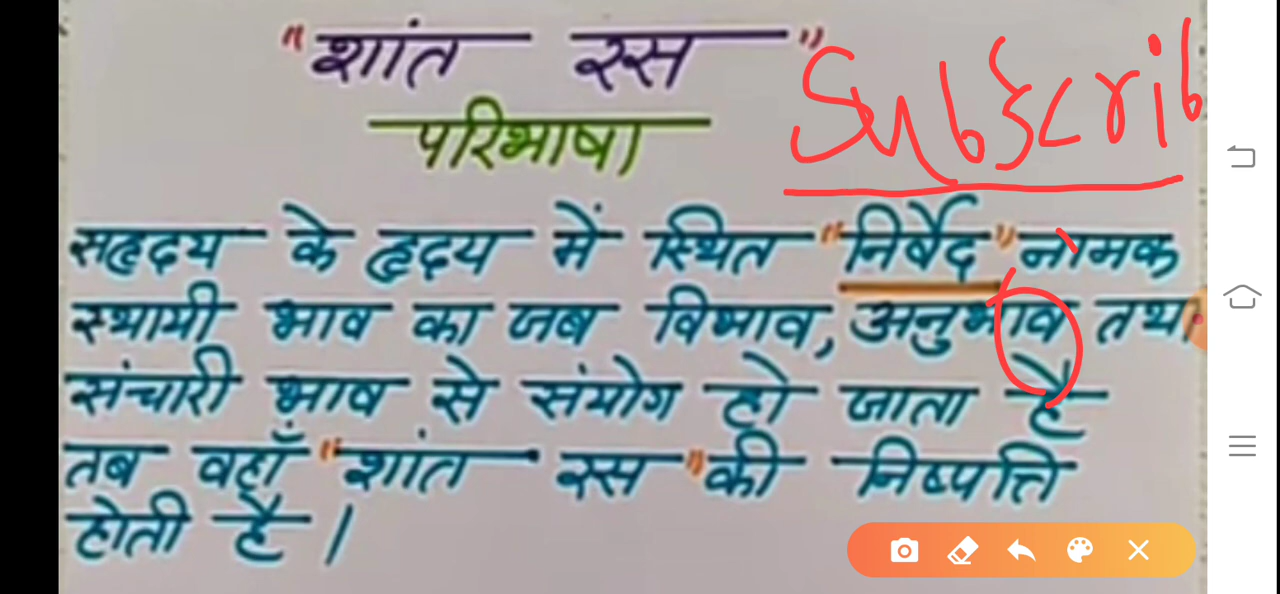 "शांत रस"
Subscrib
परिभाषा
सहृदय के हृदय में स्थित "निर्वेद" नामक
स्थायी भाव का जब विभाव, अनुभाव तथा
संचारी भाव से संयोग हो जाता है
तब वहाँ "शांत रस" की निष्पत्ति
होती है।